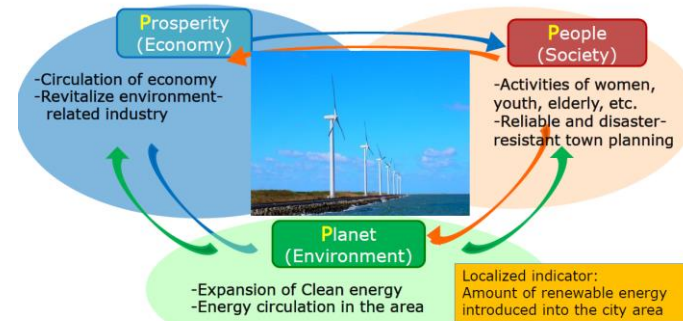 Prosperity
(Economy)
-Circulation of economy
-Revitalize environment-
related industry
People
(Society)
-Activities of women,
youth, elderly, etc.
-Reliable and disaster-
resistant town planning
Planet
(Environment)
-Expansion of Clean energy
-Energy circulation in the area
Localized indicator:
Amount of renewable energy
introduced into the city area